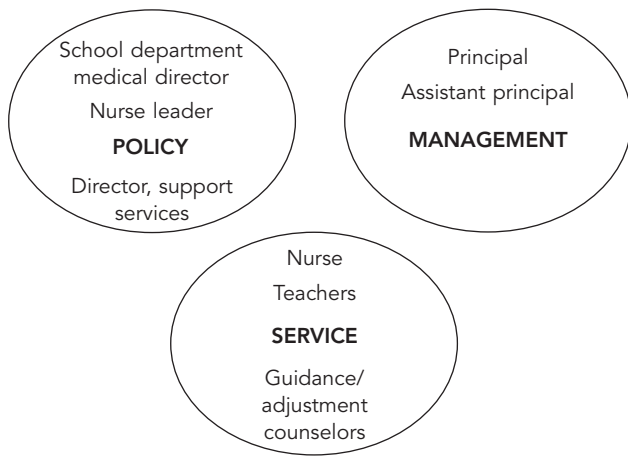 School department
medical director
Nurse leader
POLICY
Director, support
services
Principal
Assistant principal
MANAGEMENT
Nurse
Teachers
SERVICE
Guidance/
adjustment
counselors